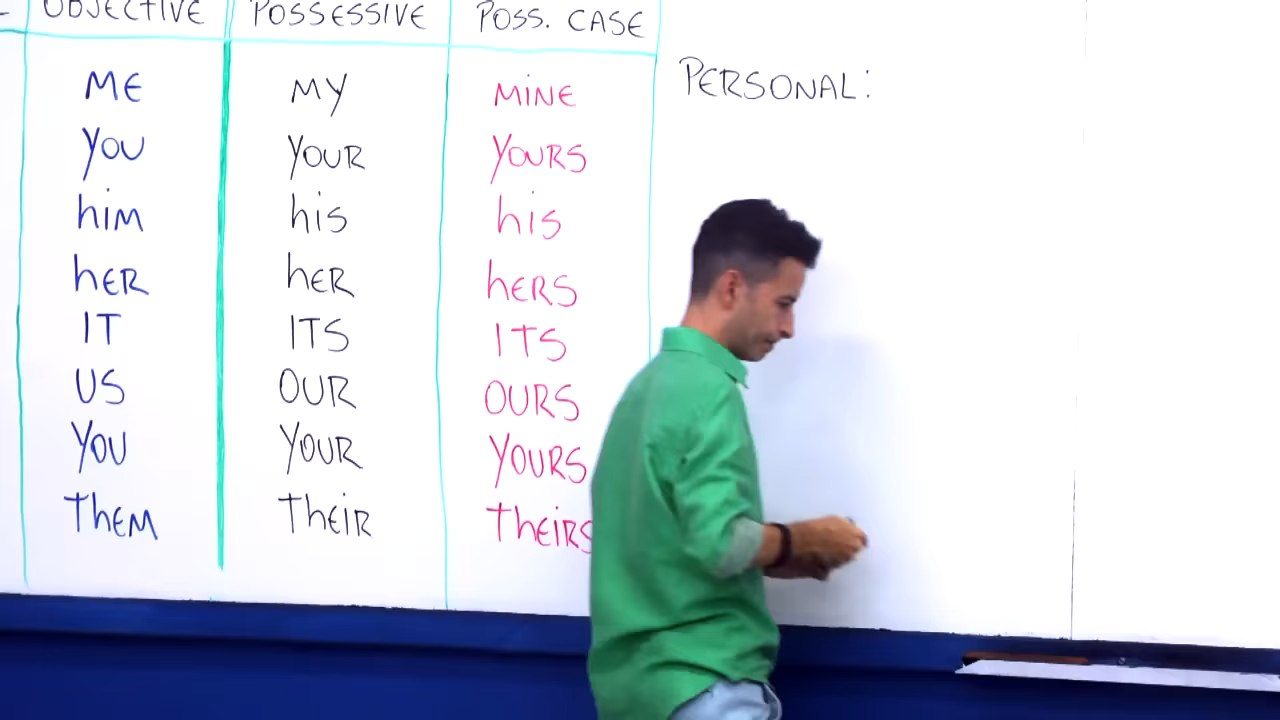 OBJECTIVE POSSESSIVE POSS. CASE
PERSONAL:
ME MY MINE
YOU YOUR YOURS
him his his
hER hER hERS
IT ITS ITS
US OUR OURS
YOU YOUR YOURS
ThEM ThEIR ThEIRS